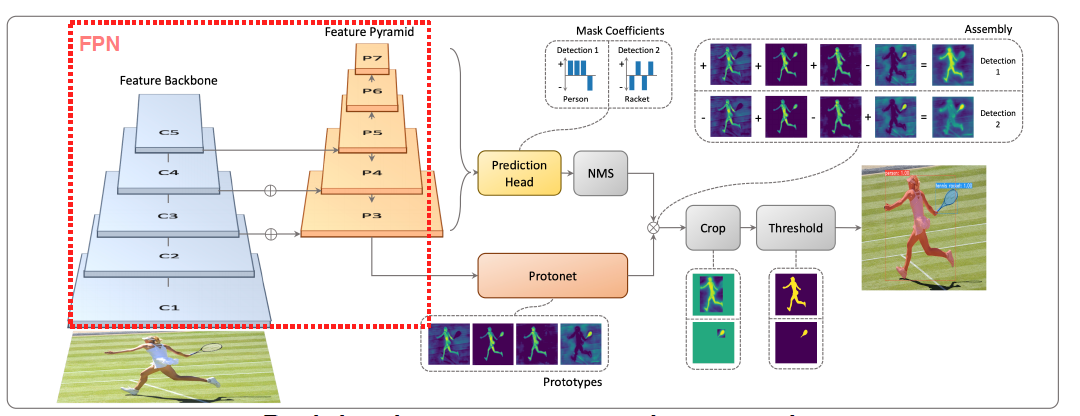 FPN
Feature Backbone
C5
C4
C3
C2
C1
Feature Pyramid
P7
P6
P5
P4
P3
Mask Coefficients
Detection 1
+
-
Person
Detection 2
+
-
Racket
Prediction
Head
NMS
Protonet
Prototypes
Assembly
+ + + - = Detection
1
- + - + = Detection
2
Crop
Threshold
person: 1.00
tennis racket: 1.00